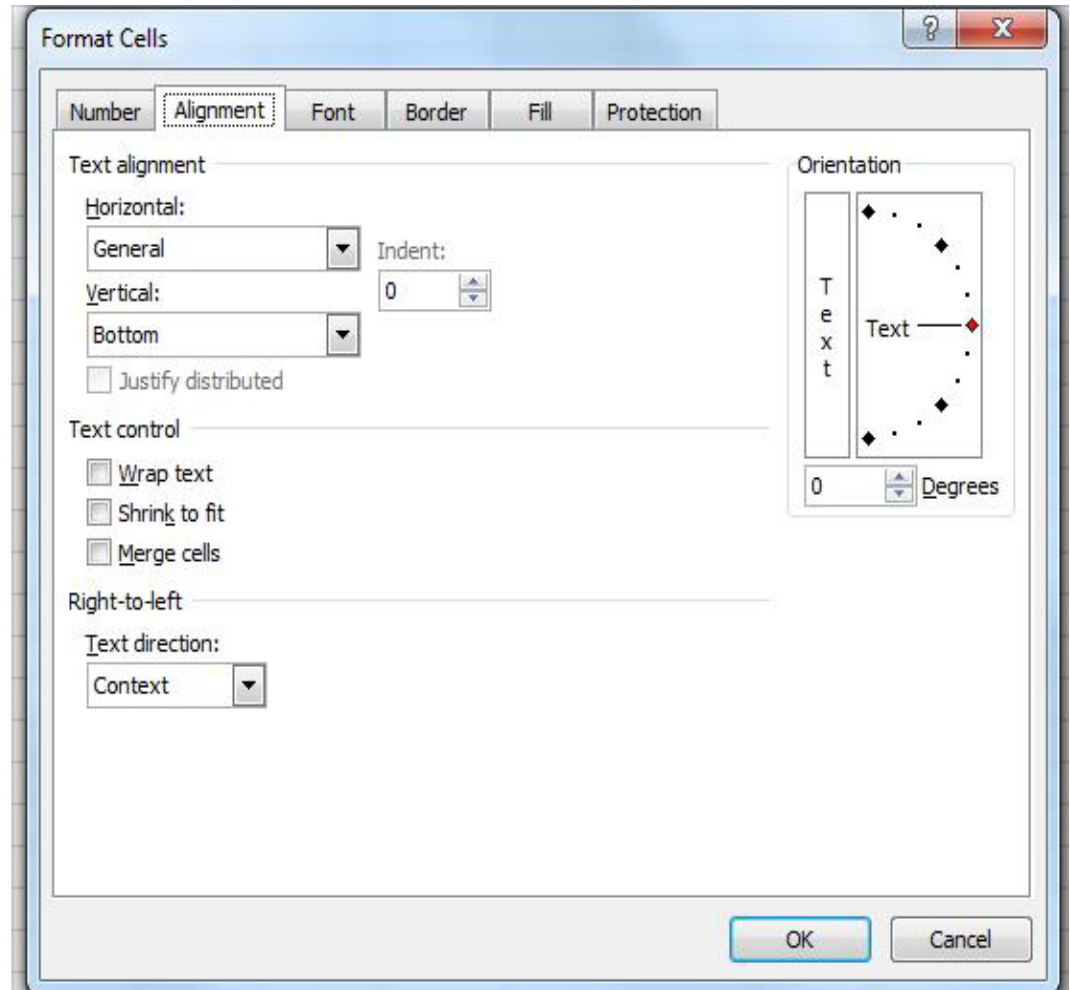 Format Cells
?
X
Number Alignment Font Border Fill Protection
Text alignment
Horizontal:
General
Indent:
0
Vertical:
Bottom
Justify distributed
Text control
Wrap text
Shrink to fit
Merge cells
Right-to-left
Text direction:
Context
Orientation
Text
Text
0 Degrees
OK Cancel